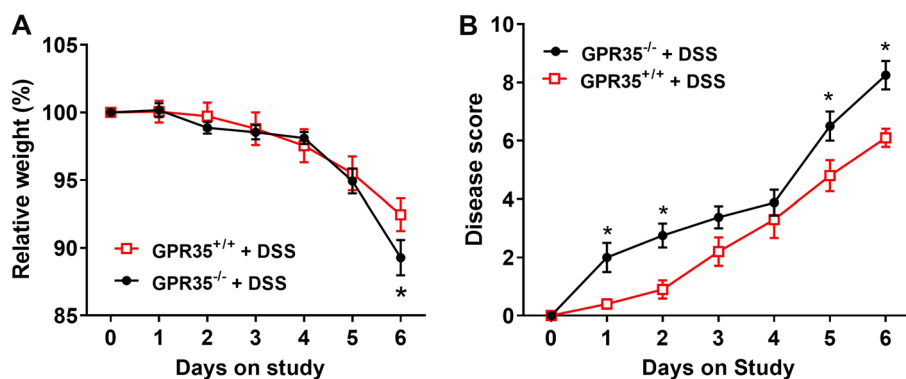 A
Relative weight (%)
105
100
95
90
85
GPR35+/+ + DSS
GPR35-/- + DSS
*
0 1 2 3 4 5 6
Days on study
B
Disease score
10
8
6
4
2
0
GPR35-/- + DSS
GPR35+/+ + DSS
* * * *
0 1 2 3 4 5 6
Days on Study